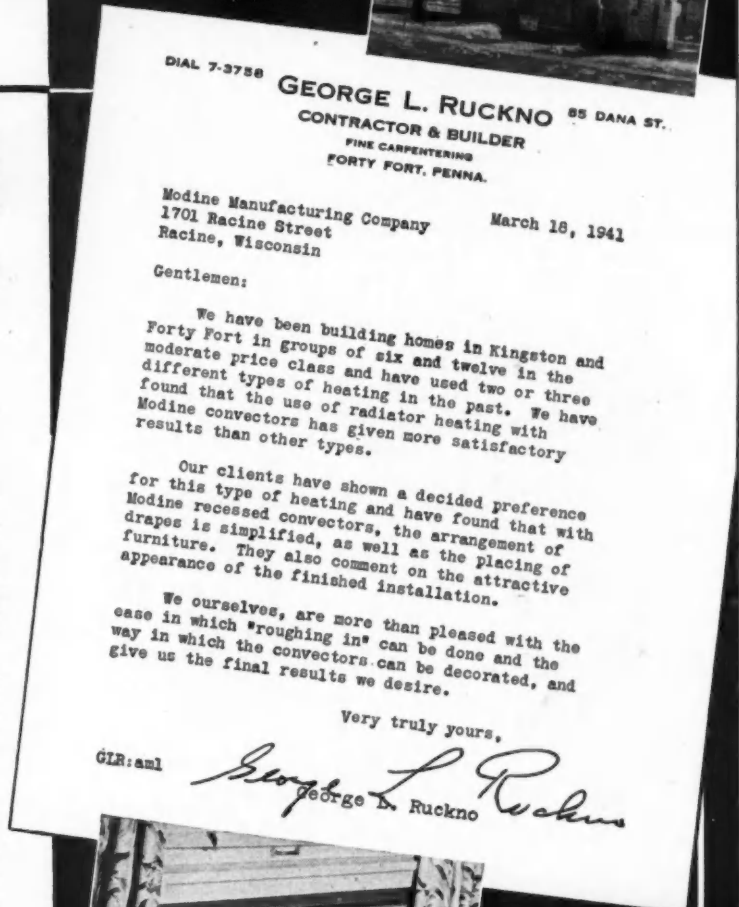 DIAL 7-3758
GEORGE L. RUCKNO
85 DANA ST.
CONTRACTOR & BUILDER
FINE CARPENTERING
FORTY FORT, PENNA.
Modine Manufacturing Company
1701 Racine Street
Racine, Wisconsin
March 18, 1941
Gentlemen:
We have been building homes in Kingston and
Forty Fort in groups of six and twelve in the
moderate price class and have used two or three
different types of heating in the past. We have
found that the use of radiator heating with
Modine convectors has given more satisfactory
results than other types.
Our clients have shown a decided preference
for this type of heating and have found that with
Modine recessed convectors, the arrangement of
drapes is simplified, as well as the placing of
furniture. They also comment on the attractive
appearance of the finished installation.
We ourselves, are more than pleased with the
ease in which "roughing in" can be done and the
way in which the convectors can be decorated, and
give us the final results we desire.
Very truly yours,
George L Ruckno
GLR:aml
George L. Ruckno